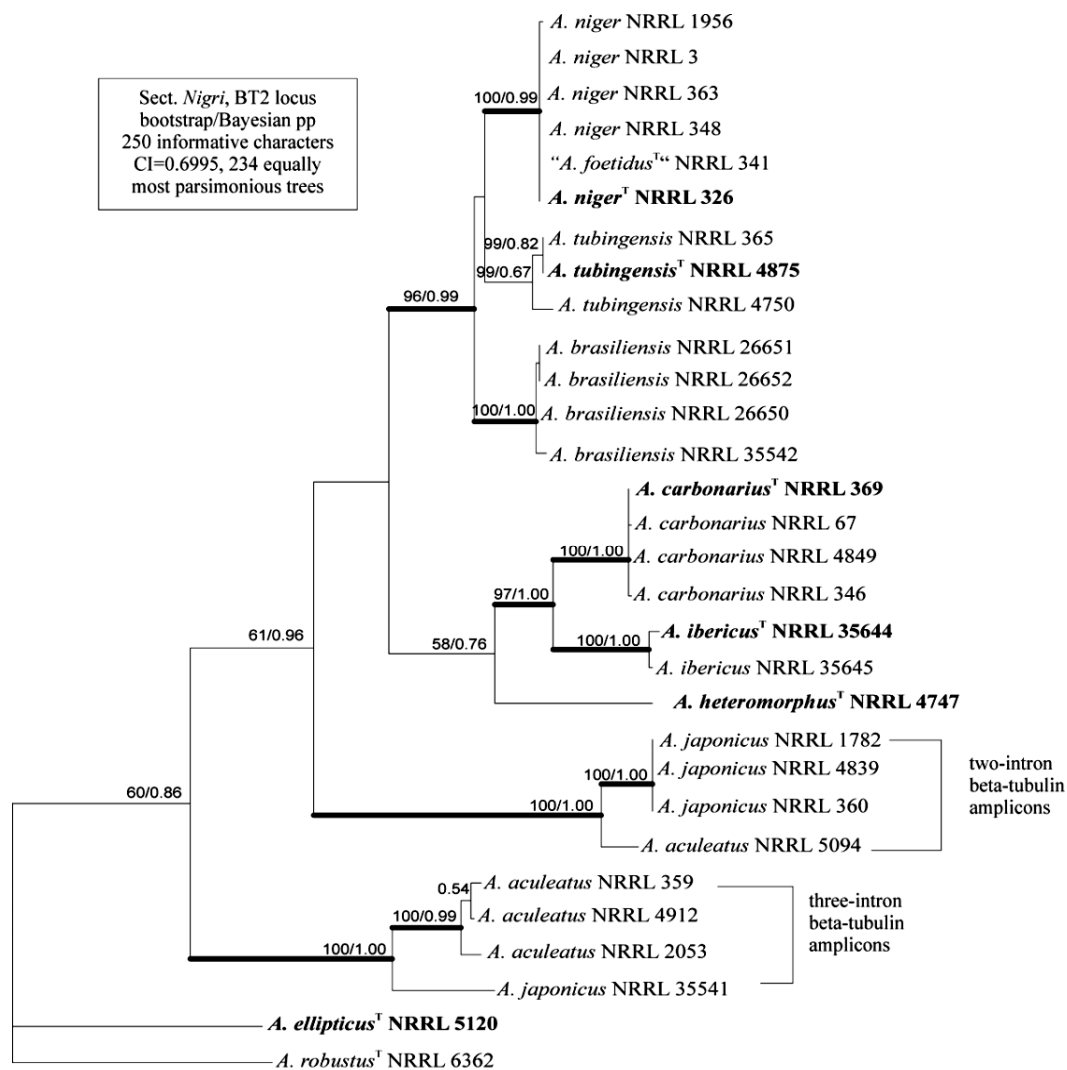 A. niger NRRL 1956
A. niger NRRL 3
Sect. Nigri, BT2 locus
bootstrap/Bayesian pp
250 informative characters
CI=0.6995, 234 equally
most parsimonious trees
100/0.99
A. niger NRRL 363
A. niger NRRL 348
“A. foetidusᵀ“ NRRL 341
A. nigerᵀ NRRL 326
99/0.82
A. tubingensis NRRL 365
99/0.67
A. tubingensisᵀ NRRL 4875
96/0.99
A. tubingensis NRRL 4750
A. brasiliensis NRRL 26651
A. brasiliensis NRRL 26652
100/1.00
A. brasiliensis NRRL 26650
A. brasiliensis NRRL 35542
A. carbonariusᵀ NRRL 369
A. carbonarius NRRL 67
100/1.00
A. carbonarius NRRL 4849
97/1.00
A. carbonarius NRRL 346
61/0.96
58/0.76
100/1.00
A. ibericusᵀ NRRL 35644
A. ibericus NRRL 35645
A. heteromorphusᵀ NRRL 4747
A. japonicus NRRL 1782
100/1.00
A. japonicus NRRL 4839
two-intron
beta-tubulin
amplicons
60/0.86
100/1.00
A. japonicus NRRL 360
A. aculeatus NRRL 5094
0.54
A. aculeatus NRRL 359
100/0.99
A. aculeatus NRRL 4912
three-intron
beta-tubulin
amplicons
100/1.00
A. aculeatus NRRL 2053
A. japonicus NRRL 35541
A. ellipticusᵀ NRRL 5120
A. robustusᵀ NRRL 6362